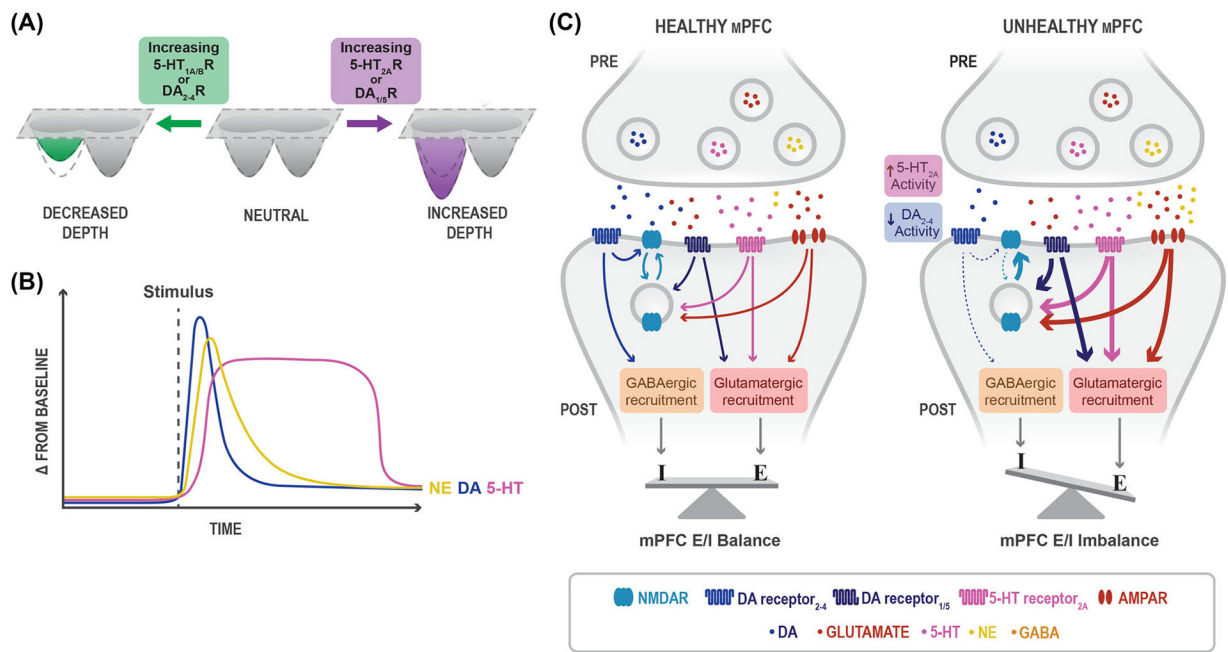 (A)
Increasing
5-HT1A/BR
or
DA2-4R
Increasing
5-HT2AR
or
DA1/5R
DECREASED
DEPTH
NEUTRAL
INCREASED
DEPTH
(B)
Stimulus
Δ FROM BASELINE
TIME
NE DA 5-HT
(C)
HEALTHY mPFC
PRE
POST
GABAergic
recruitment
Glutamatergic
recruitment
I
E
mPFC E/I Balance
UNHEALTHY mPFC
PRE
↑ 5-HT2A
Activity
↓ DA2-4
Activity
POST
GABAergic
recruitment
Glutamatergic
recruitment
I
E
mPFC E/I Imbalance
NMDAR DA receptor2-4 DA receptor1/5 5-HT receptor2A AMPAR
• DA • GLUTAMATE • 5-HT • NE • GABA